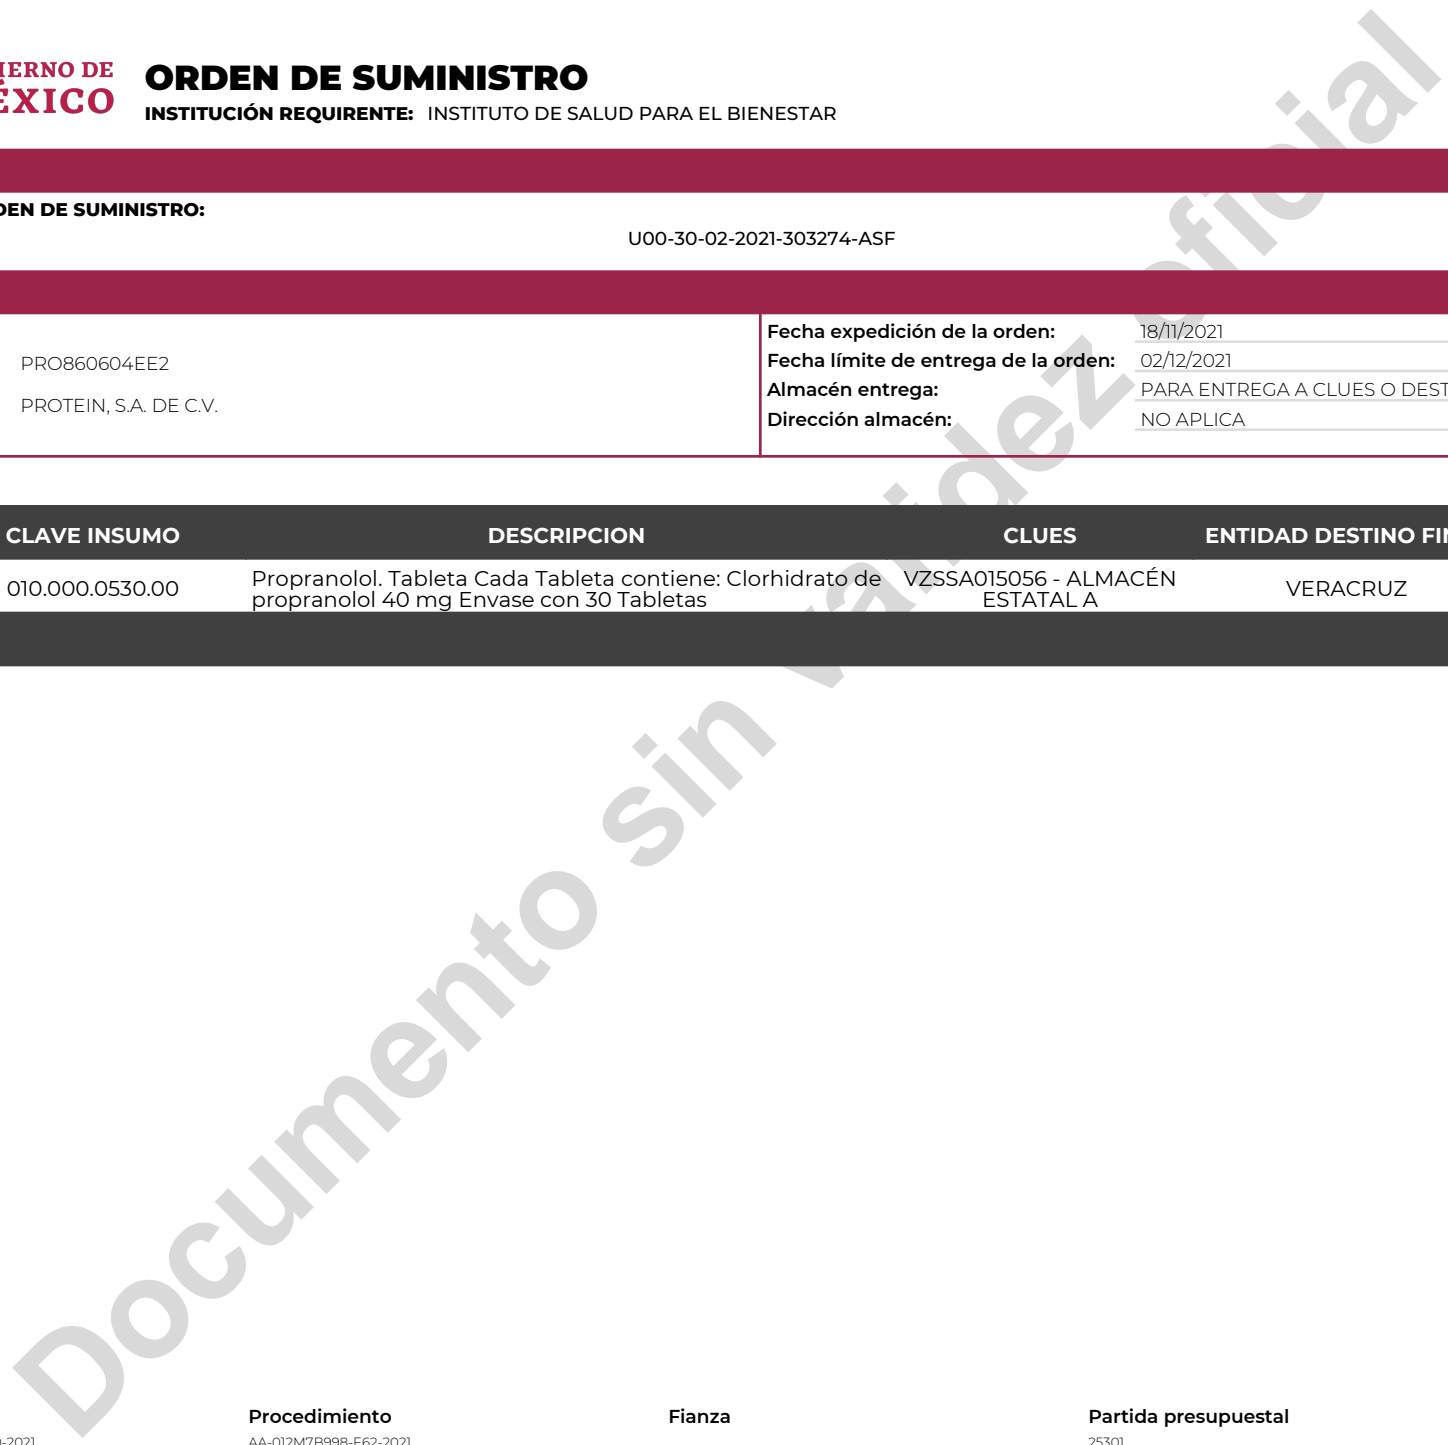 IERNO DE
ÉXICO
ORDEN DE SUMINISTRO
INSTITUCIÓN REQUIRENTE: INSTITUTO DE SALUD PARA EL BIENESTAR
DEN DE SUMINISTRO:
U00-30-02-2021-303274-ASF
PRO860604EE2
PROTEIN, S.A. DE C.V.
Fecha expedición de la orden: 18/11/2021
Fecha límite de entrega de la orden: 02/12/2021
Almacén entrega: PARA ENTREGA A CLUES O DEST
Dirección almacén: NO APLICA
CLAVE INSUMO DESCRIPCION CLUES ENTIDAD DESTINO FIN
010.000.0530.00 Propranolol. Tableta Cada Tableta contiene: Clorhidrato de propranolol 40 mg Envase con 30 Tabletas VZSSA015056 - ALMACÉN ESTATAL A VERACRUZ
Documento sin validez oficial
Procedimiento Fianza Partida presupuestal
-2021 AA-012M7B998-E62-2021 25301